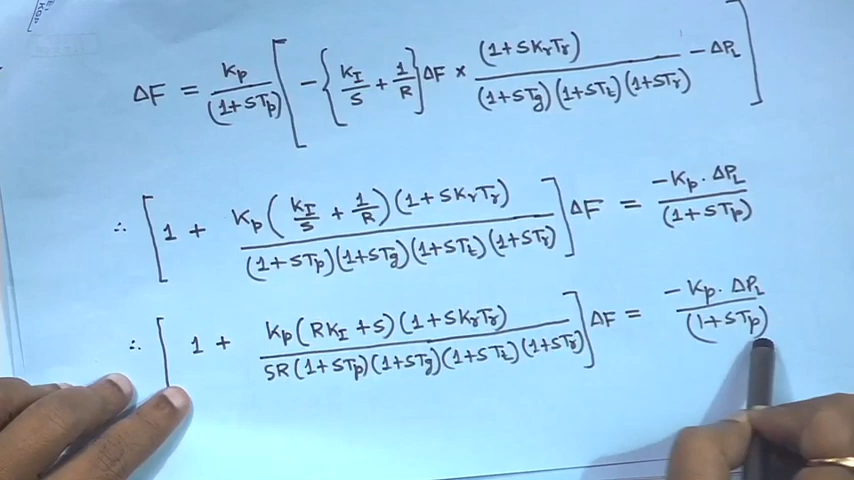 KGP
ΔF = Kp/(1+STp) [ - { KI/S + 1/R } ΔF × (1+SKrTr)/((1+STg)(1+STt)(1+STr)) - ΔPL ]
∴ [ 1 + Kp(KI/S + 1/R)(1+SKrTr)/((1+STp)(1+STg)(1+STt)(1+STr)) ] ΔF = -Kp·ΔPL/(1+STp)
∴ [ 1 + Kp(RKI+S)(1+SKrTr)/(SR(1+STp)(1+STg)(1+STt)(1+STr)) ] ΔF = -Kp·ΔPL/(1+STp)